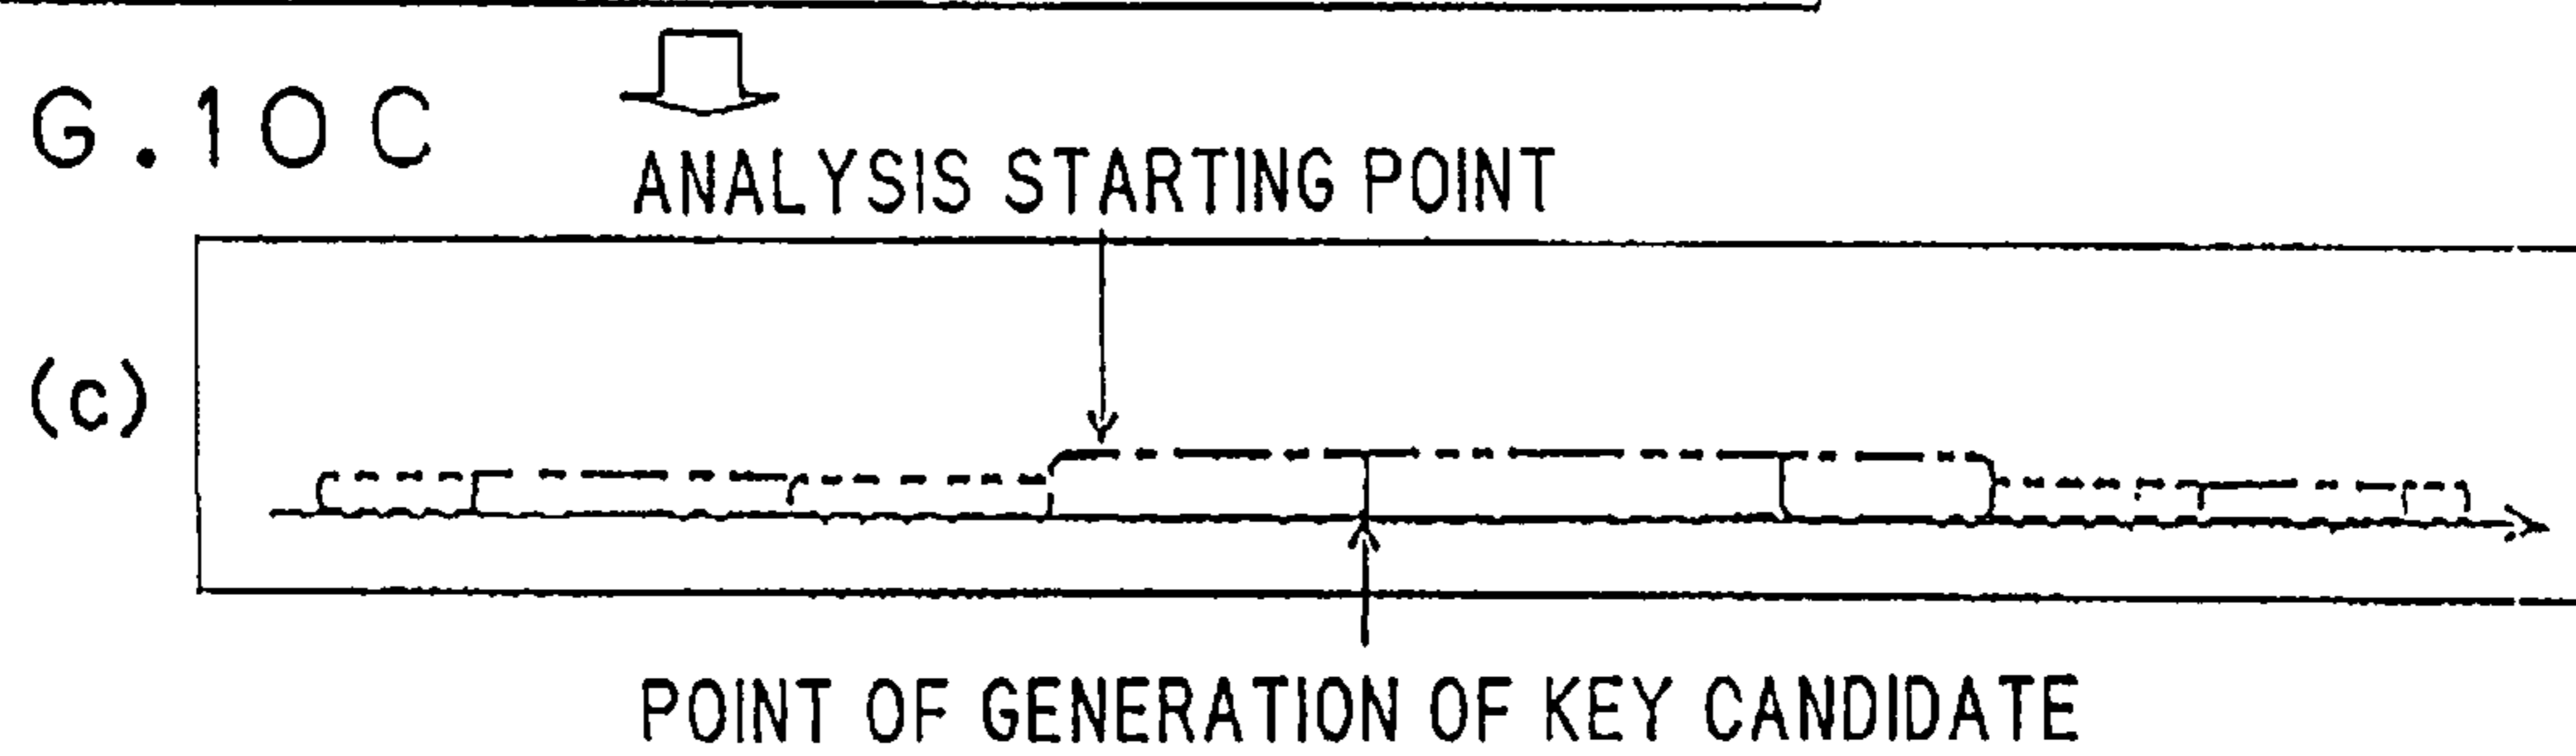 G.10C
ANALYSIS STARTING POINT
(c)
POINT OF GENERATION OF KEY CANDIDATE